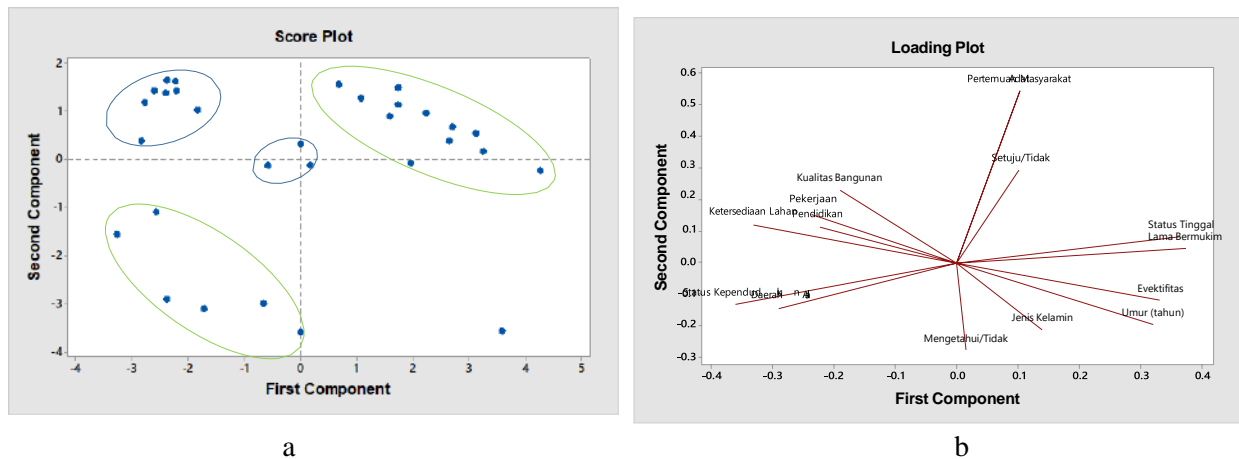 Score Plot
Second Component
2
1
0
-1
-2
-3
-4
-4 -3 -2 -1 0 1 2 3 4 5
First Component
a
Loading Plot
Second Component
0.6
0.5
0.4
0.3
0.2
0.1
0.0
-0.1
-0.2
-0.3
Pertemuan Masyarakat
Setuju/Tidak
Kualitas Bangunan
Pekerjaan
Ketersediaan Lahan
Pendidikan
Status Tinggal
Lama Bermukim
Evektifitas
Status
Daerah
Umur (tahun)
Jenis Kelamin
Mengetahui/Tidak
-0.4 -0.3 -0.2 -0.1 0.0 0.1 0.2 0.3 0.4
First Component
b